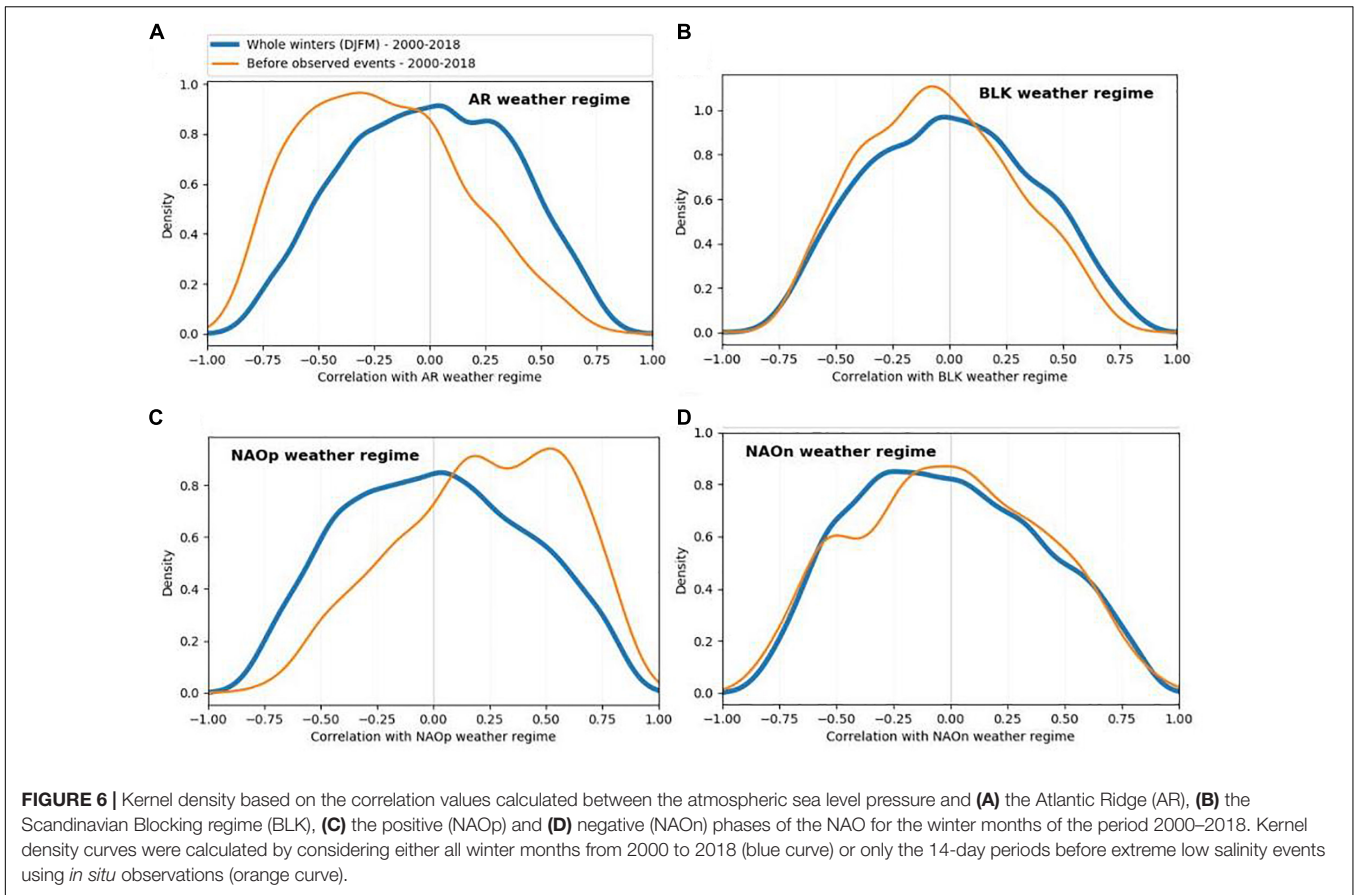 A
Whole winters (DJFM) - 2000-2018
Before observed events - 2000-2018
AR weather regime
1.0
0.8
0.6
0.4
0.2
0.0
Density
−1.00 −0.75 −0.50 −0.25 0.00 0.25 0.50 0.75 1.00
Correlation with AR weather regime
B
BLK weather regime
1.0
0.8
0.6
0.4
0.2
0.0
Density
−1.00 −0.75 −0.50 −0.25 0.00 0.25 0.50 0.75 1.00
Correlation with BLK weather regime
C
NAOp weather regime
0.8
0.6
0.4
0.2
0.0
Density
−1.00 −0.75 −0.50 −0.25 0.00 0.25 0.50 0.75 1.00
Correlation with NAOp weather regime
D
NAOn weather regime
1.0
0.8
0.6
0.4
0.2
0.0
Density
−1.00 −0.75 −0.50 −0.25 0.00 0.25 0.50 0.75 1.00
Correlation with NAOn weather regime
FIGURE 6 | Kernel density based on the correlation values calculated between the atmospheric sea level pressure and (A) the Atlantic Ridge (AR), (B) the
Scandinavian Blocking regime (BLK), (C) the positive (NAOp) and (D) negative (NAOn) phases of the NAO for the winter months of the period 2000–2018. Kernel
density curves were calculated by considering either all winter months from 2000 to 2018 (blue curve) or only the 14-day periods before extreme low salinity events
using in situ observations (orange curve).